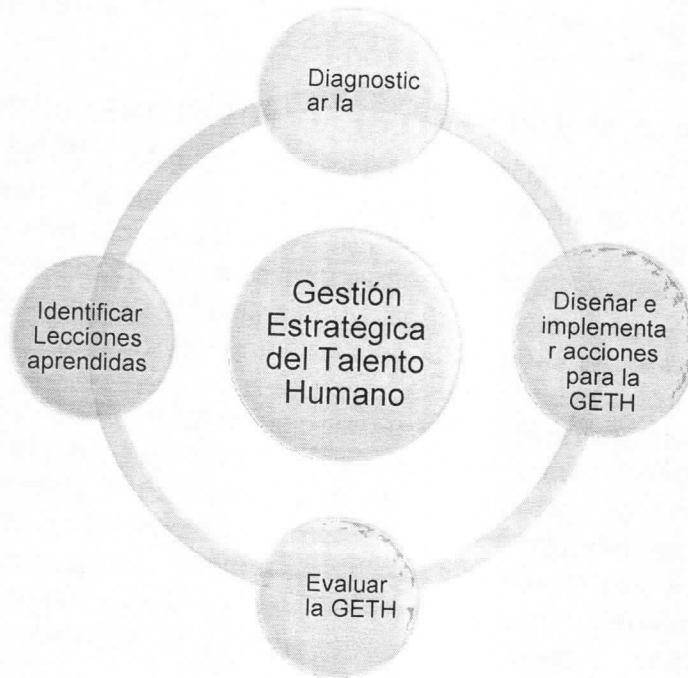 Diagnostic
ar la
Gestión
Estratégica
del Talento
Humano
Diseñar e
implementa
r acciones
para la
GETH
Evaluar
la GETH
Identificar
Lecciones
aprendidas